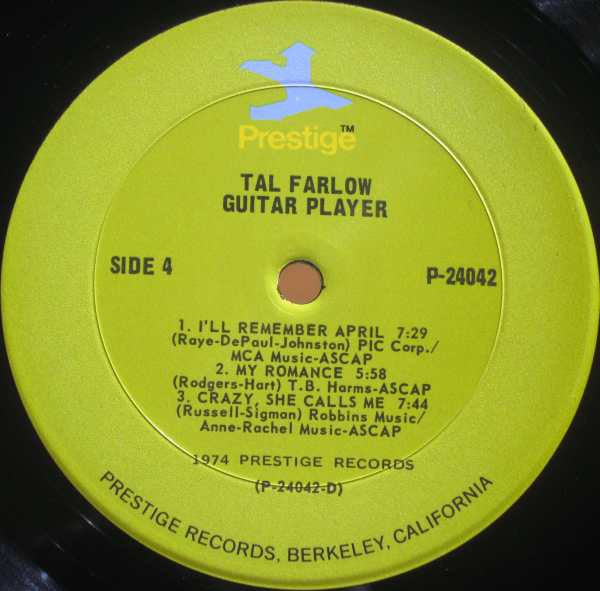 Prestige™
TAL FARLOW
GUITAR PLAYER
SIDE 4
P-24042
1. I'LL REMEMBER APRIL 7:29
(Raye-DePaul-Johnston) PIC Corp./
MCA Music-ASCAP
2. MY ROMANCE 5:58
(Rodgers-Hart) T.B. Harms-ASCAP
3. CRAZY, SHE CALLS ME 7:44
(Russell-Sigman) Robbins Music/
Anne-Rachel Music-ASCAP
1974 PRESTIGE RECORDS
(P-24042-D)
PRESTIGE RECORDS, BERKELEY, CALIFORNIA